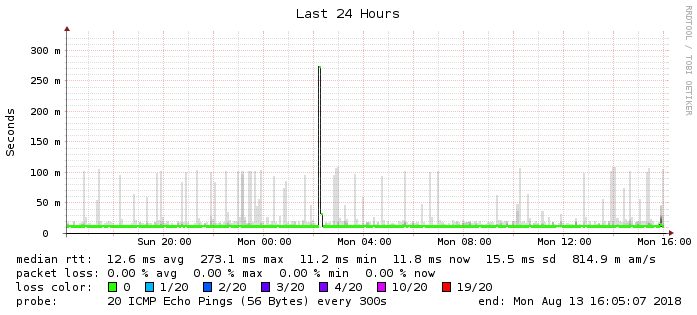 Last 24 Hours
RRDTOOL / TOBI OETIKER
Seconds
300 m
250 m
200 m
150 m
100 m
50 m
0
Sun 20:00 Mon 00:00 Mon 04:00 Mon 08:00 Mon 12:00 Mon 16:00
median rtt: 12.6 ms avg 273.1 ms max 11.2 ms min 11.8 ms now 15.5 ms sd 814.9 m am/s
packet loss: 0.00 % avg 0.00 % max 0.00 % min 0.00 % now
loss color: 0 1/20 2/20 3/20 4/20 10/20 19/20
probe: 20 ICMP Echo Pings (56 Bytes) every 300s end: Mon Aug 13 16:05:07 2018